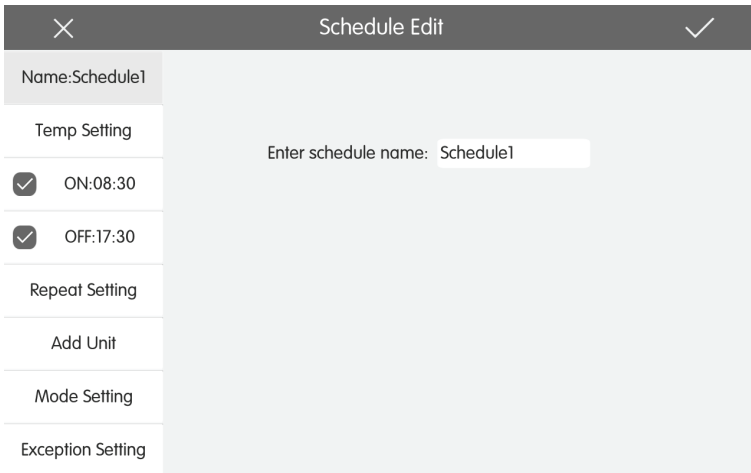 Schedule Edit
Name:Schedule1
Temp Setting
ON:08:30
OFF:17:30
Repeat Setting
Add Unit
Mode Setting
Exception Setting
Enter schedule name: Schedule1